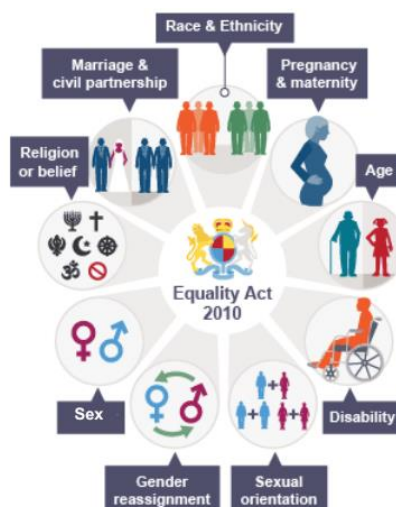 Race & Ethnicity
Marriage &
civil partnership
Pregnancy
& maternity
Religion
or belief
Age
Equality Act
2010
Sex
Disability
Gender
reassignment
Sexual
orientation